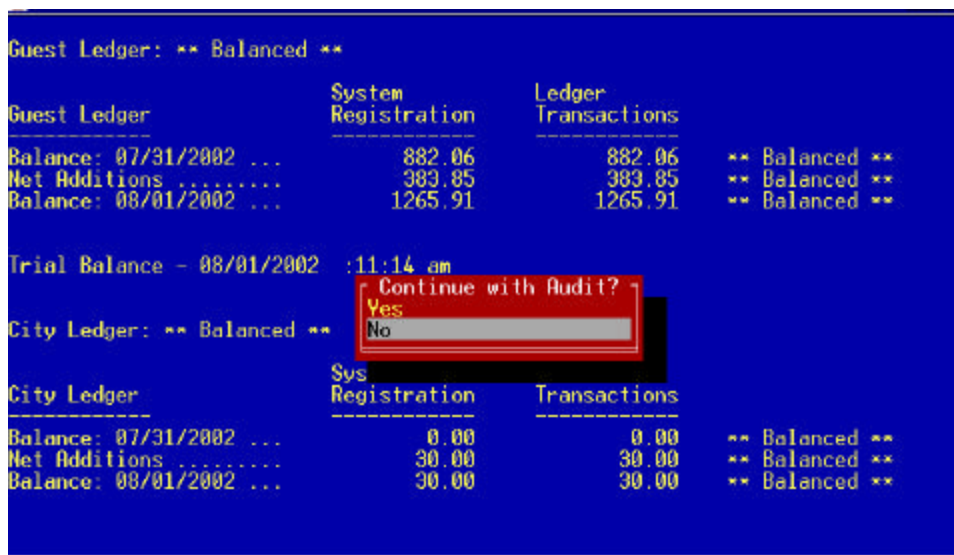 Guest Ledger: ** Balanced **
System Ledger
Guest Ledger Registration Transactions
------------ ------------ ------------
Balance: 07/31/2002 ... 882.06 882.06 ** Balanced **
Net Additions ......... 383.85 383.85 ** Balanced **
Balance: 08/01/2002 ... 1265.91 1265.91 ** Balanced **
Trial Balance - 08/01/2002 :11:14 am
Continue with Audit?
Yes
No
City Ledger: ** Balanced **
Sys
City Ledger Registration Transactions
------------ ------------ ------------
Balance: 07/31/2002 ... 0.00 0.00 ** Balanced **
Net Additions ......... 30.00 30.00 ** Balanced **
Balance: 08/01/2002 ... 30.00 30.00 ** Balanced **